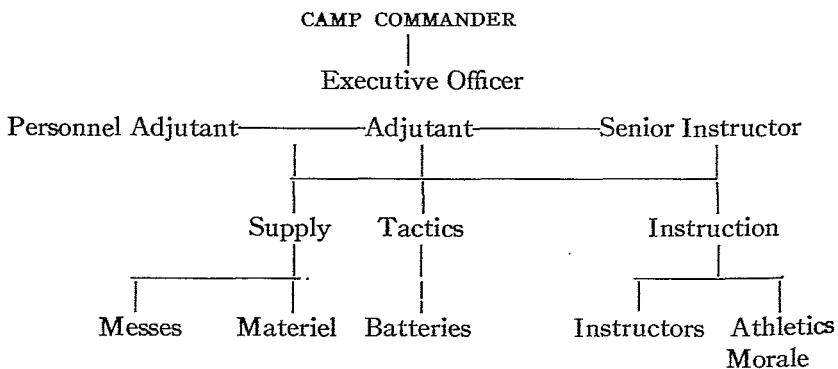 CAMP COMMANDER
Executive Officer
Personnel Adjutant Adjutant Senior Instructor
Supply Tactics Instruction
Messes Materiel Batteries Instructors Athletics
Morale